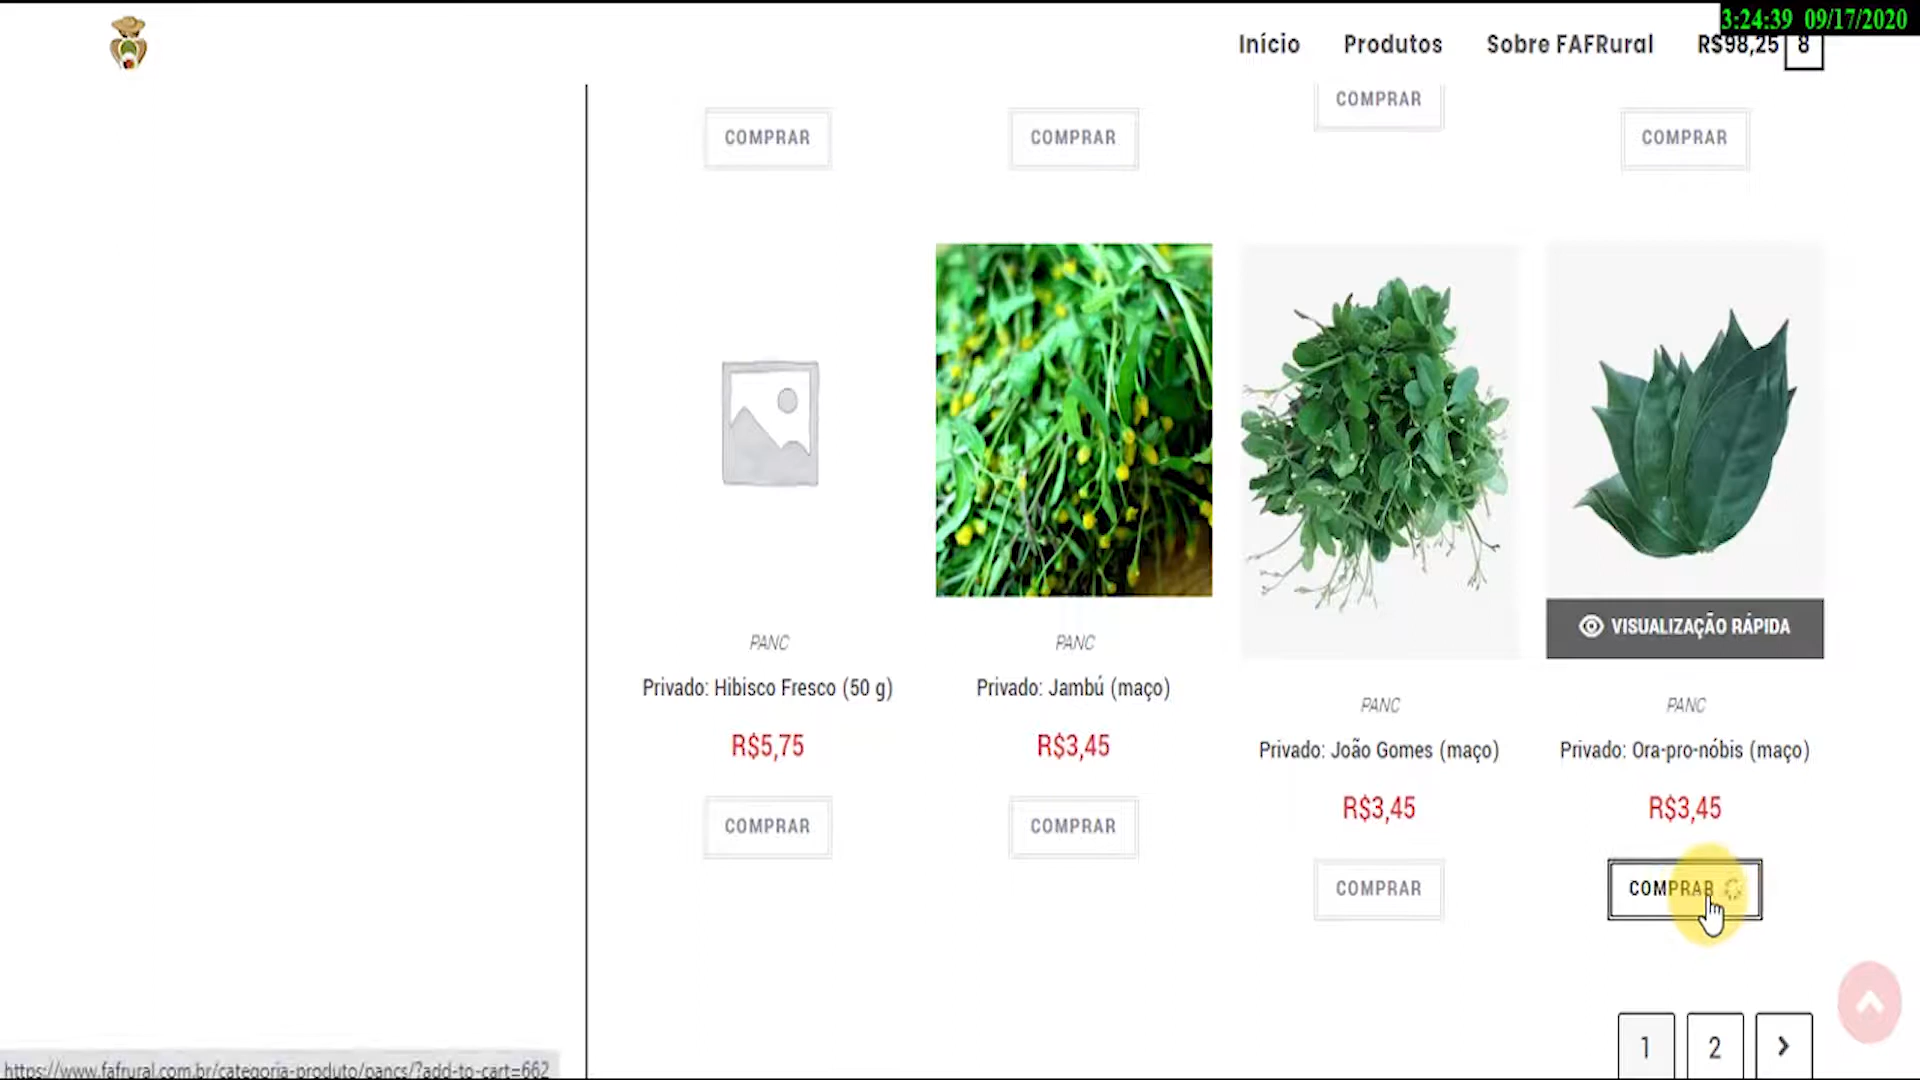 3:24:39 09/17/2020
Início Produtos Sobre FAFRural R$98,25 8
COMPRAR COMPRAR COMPRAR COMPRAR
VISUALIZAÇÃO RÁPIDA
PANC PANC PANC PANC
Privado: Hibisco Fresco (50 g) Privado: Jambú (maço) Privado: João Gomes (maço) Privado: Ora-pro-nóbis (maço)
R$5,75 R$3,45 R$3,45 R$3,45
COMPRAR COMPRAR COMPRAR COMPRAR
1 2
https://www.fafrural.com.br/categoria-produto/pancs/?add-to-cart=662